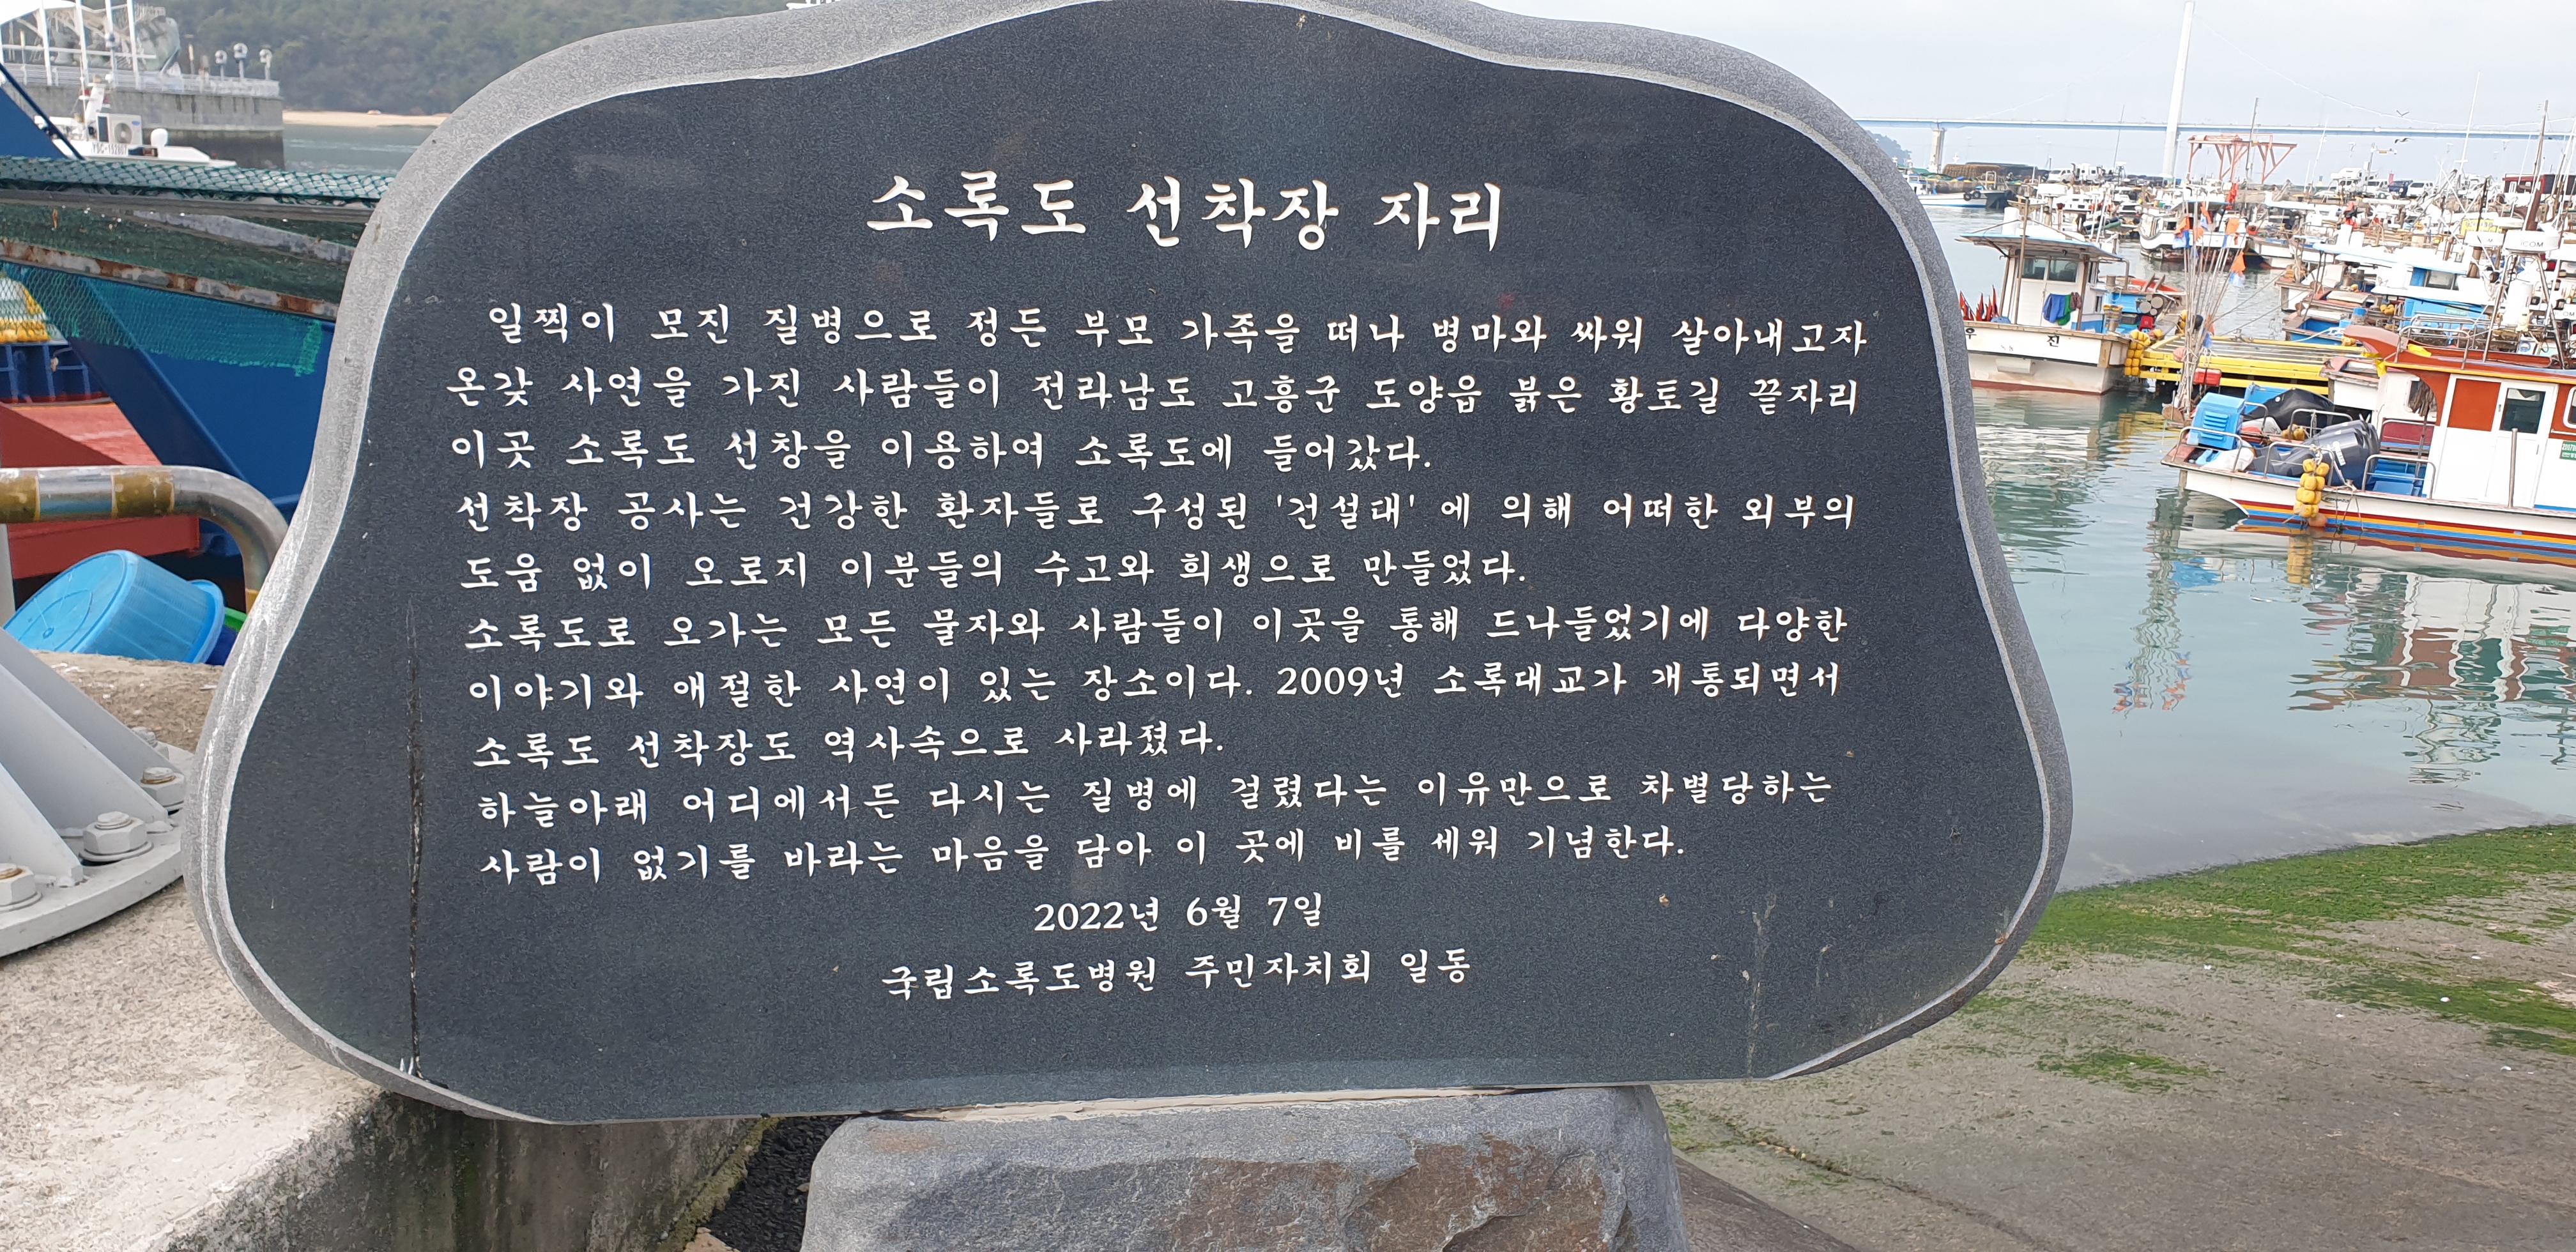 소록도 선착장 자리
일찍이 모진 질병으로 정든 부모 가족을 떠나 병마와 싸워 살아내고자
온갖 사연을 가진 사람들이 전라남도 고흥군 도양읍 붉은 황토길 끝자리
이곳 소록도 선창을 이용하여 소록도에 들어갔다.
선착장 공사는 건강한 환자들로 구성된 '건설대' 에 의해 어떠한 외부의
도움 없이 오로지 이분들의 수고와 희생으로 만들었다.
소록도로 오가는 모든 물자와 사람들이 이곳을 통해 드나들었기에 다양한
이야기와 애절한 사연이 있는 장소이다. 2009년 소록대교가 개통되면서
소록도 선착장도 역사속으로 사라졌다.
하늘아래 어디에서든 다시는 질병에 걸렸다는 이유만으로 차별당하는
사람이 없기를 바라는 마음을 담아 이 곳에 비를 세워 기념한다.
2022년 6월 7일
국립소록도병원 주민자치회 일동
진
ICOM